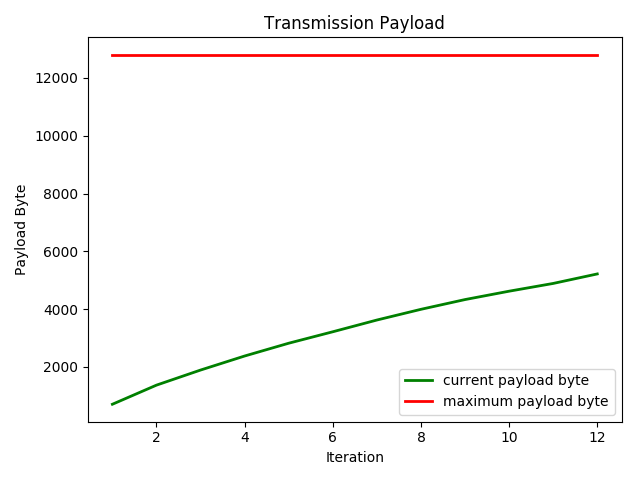 Transmission Payload
Payload Byte
12000
10000
8000
6000
4000
2000
2 4 6 8 10 12
Iteration
current payload byte
maximum payload byte